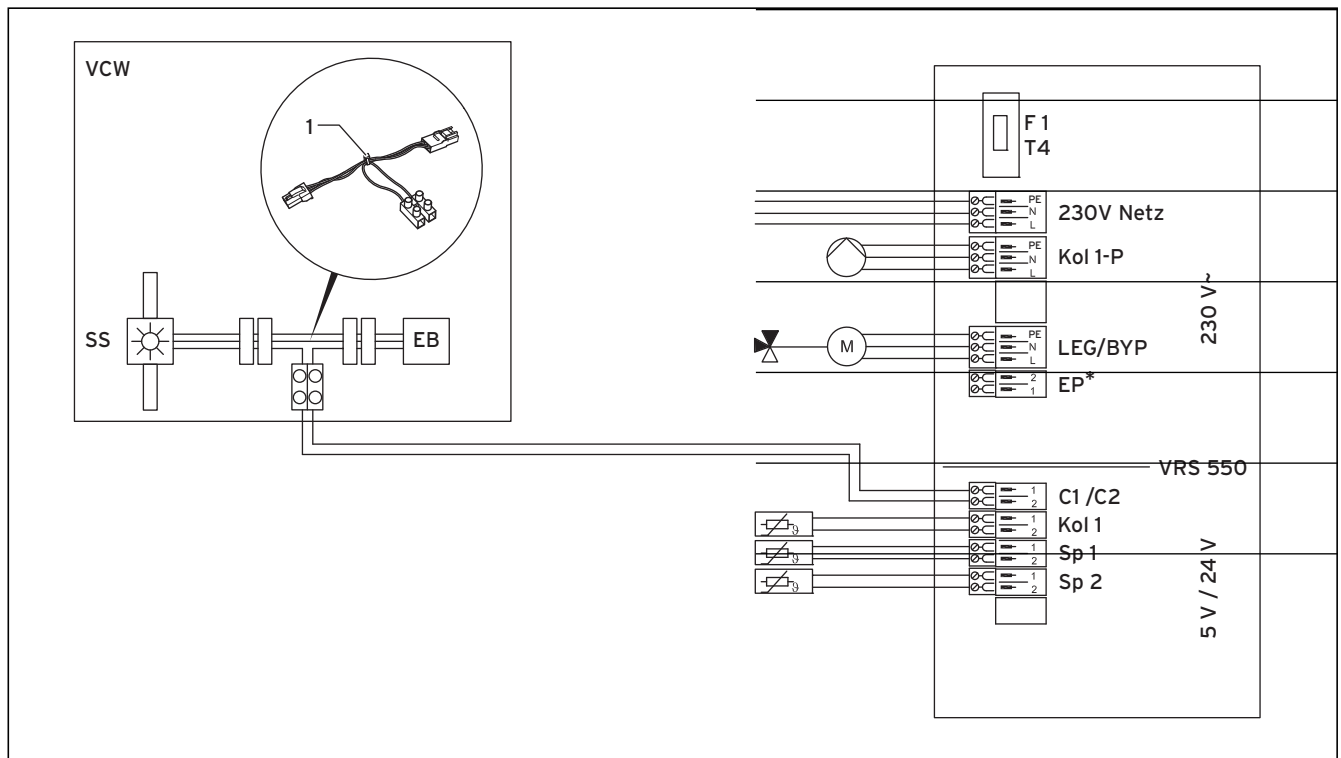 VCW
1
SS
EB
F1
T4
PE
N
L
230V Netz
PE
N
L
Kol 1-P
230 V~
PE
N
L
LEG/BYP
M
2
1
EP*
VRS 550
1
2
C1 /C2
1
2
Kol 1
ϑ
1
2
Sp 1
ϑ
1
2
Sp 2
ϑ
5 V / 24 V